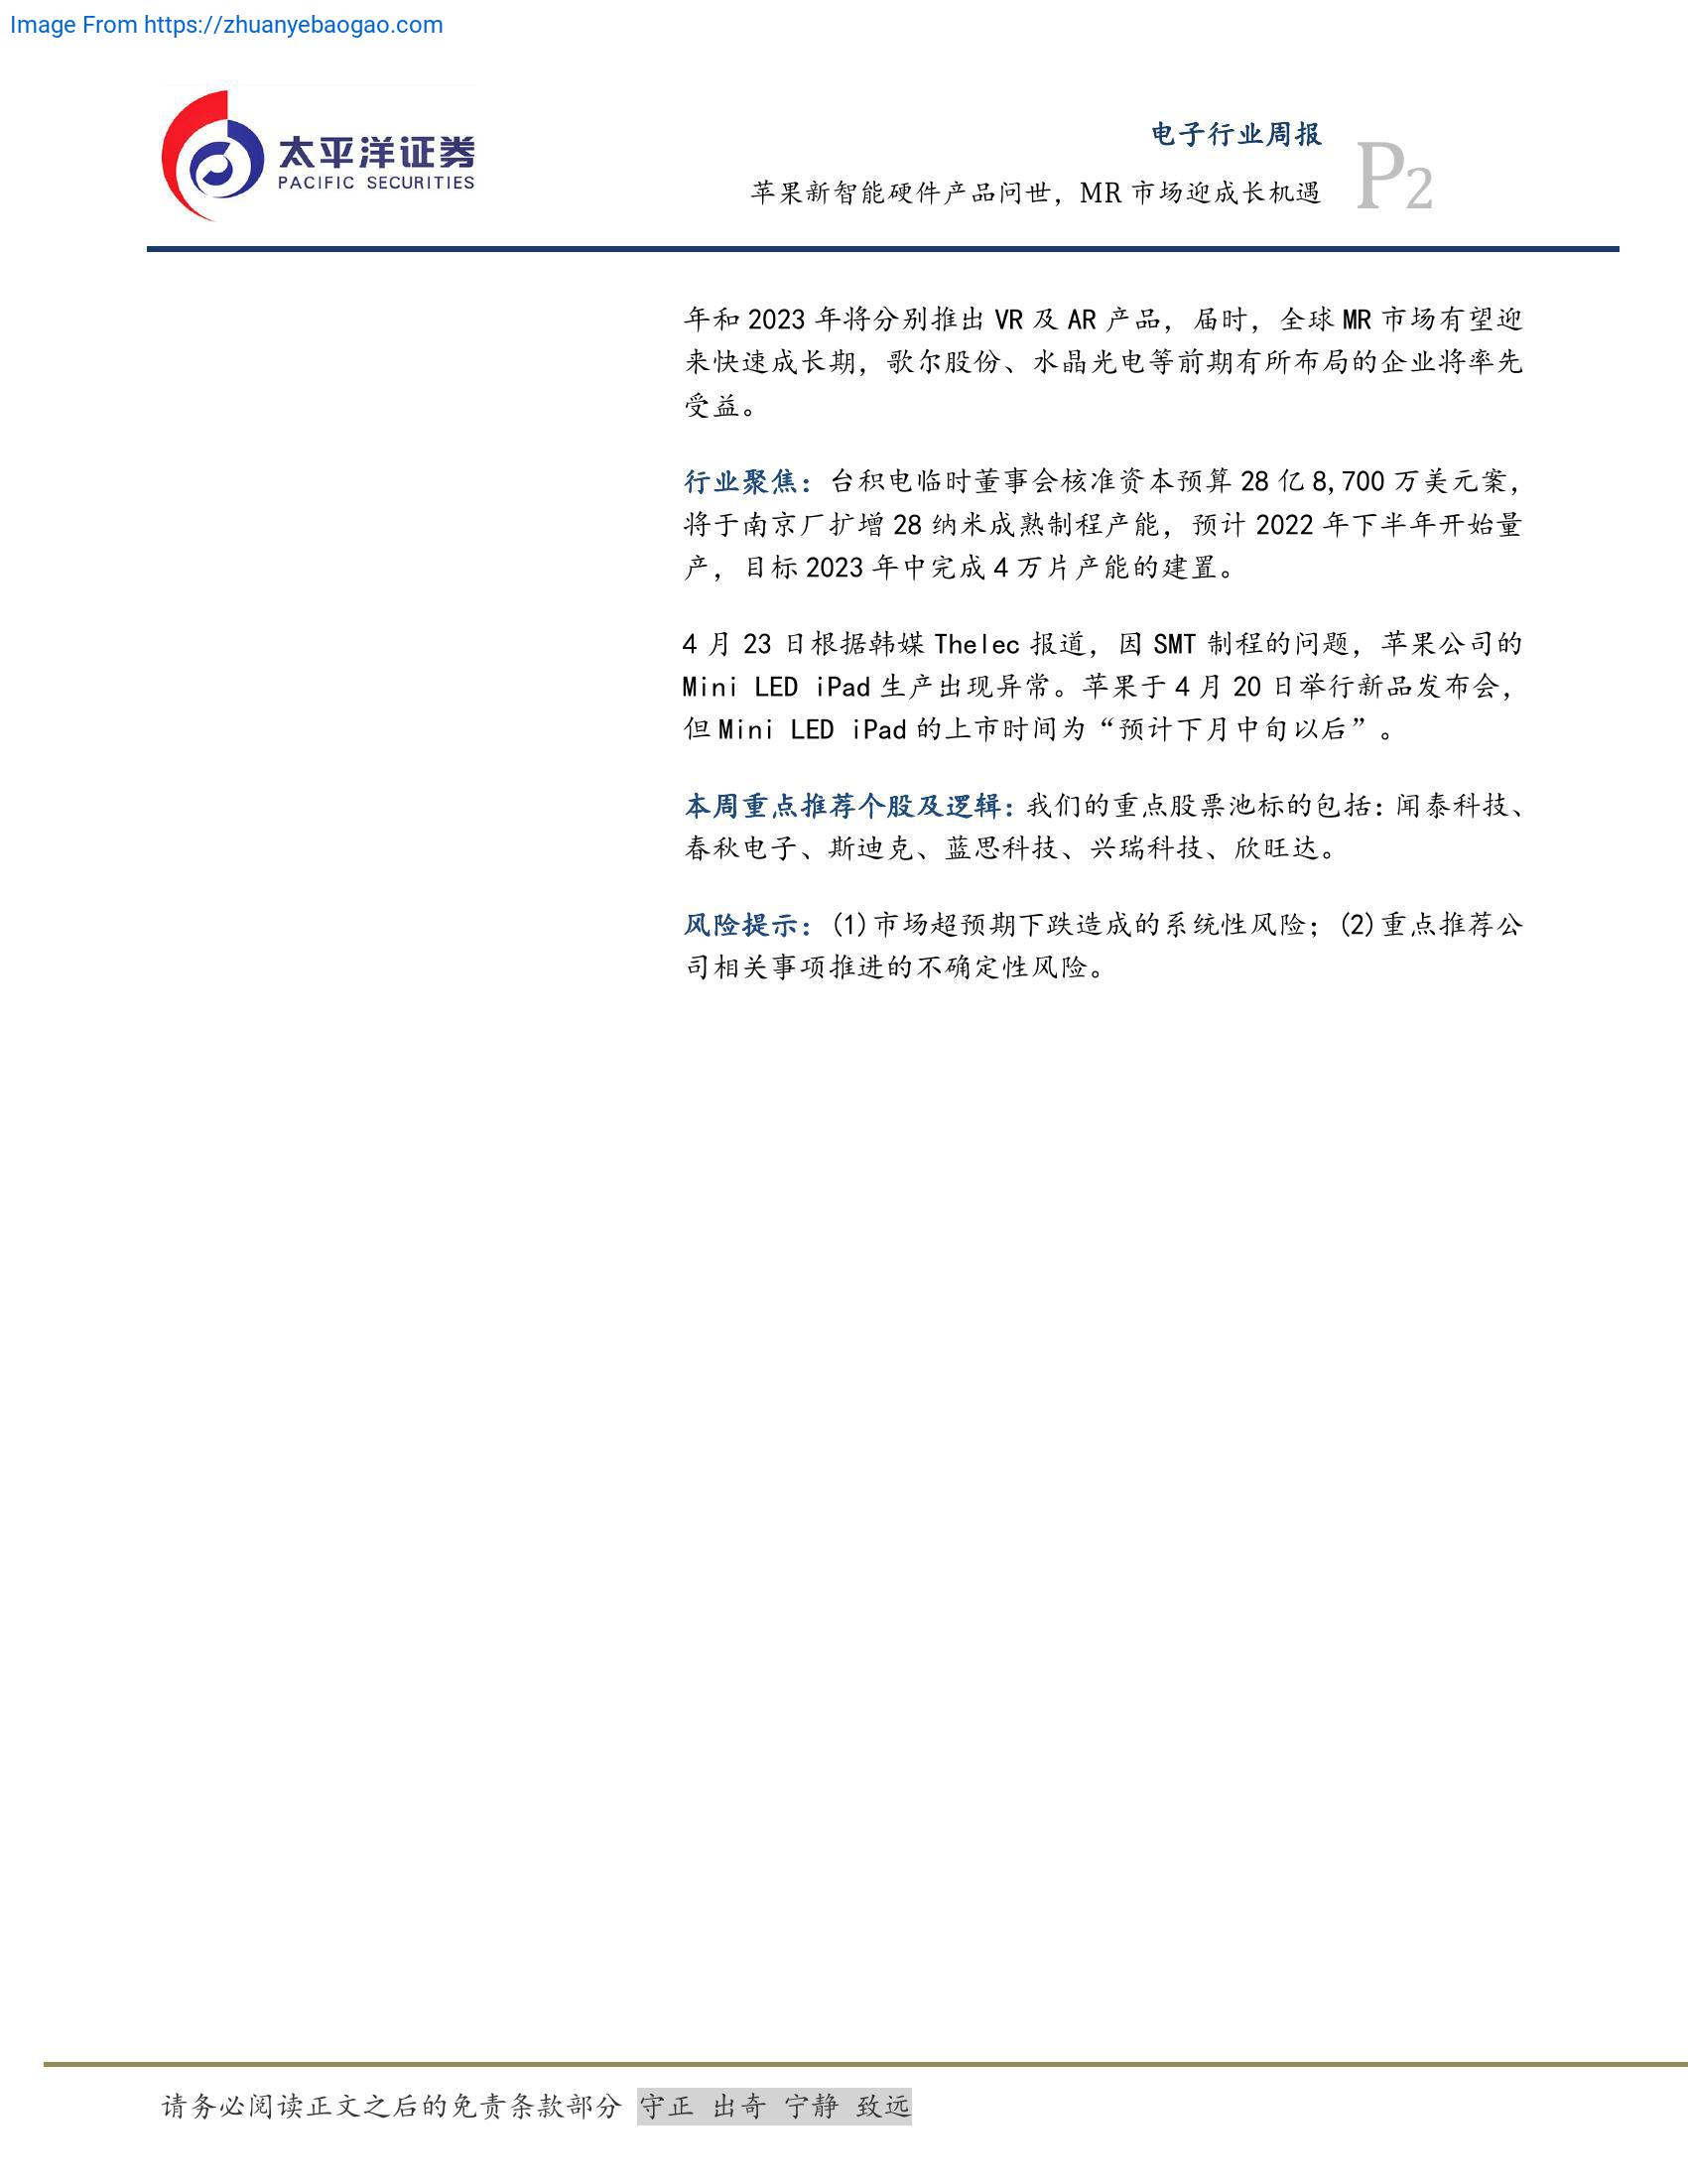 Image From https://zhuanyebaogao.com
太平洋证券
PACIFIC SECURITIES
电子行业周报
苹果新智能硬件产品问世，MR 市场迎成长机遇
P2
年和 2023 年将分别推出 VR 及 AR 产品，届时，全球 MR 市场有望迎
来快速成长期，歌尔股份、水晶光电等前期有所布局的企业将率先
受益。
行业聚焦：台积电临时董事会核准资本预算 28 亿 8,700 万美元案，
将于南京厂扩增 28 纳米成熟制程产能，预计 2022 年下半年开始量
产，目标 2023 年中完成 4 万片产能的建置。
4 月 23 日根据韩媒 Thelec 报道，因 SMT 制程的问题，苹果公司的
Mini LED iPad 生产出现异常。苹果于 4 月 20 日举行新品发布会，
但 Mini LED iPad 的上市时间为“预计下月中旬以后”。
本周重点推荐个股及逻辑：我们的重点股票池标的包括：闻泰科技、
春秋电子、斯迪克、蓝思科技、兴瑞科技、欣旺达。
风险提示：(1)市场超预期下跌造成的系统性风险；(2)重点推荐公
司相关事项推进的不确定性风险。
请务必阅读正文之后的免责条款部分 守正 出奇 宁静 致远